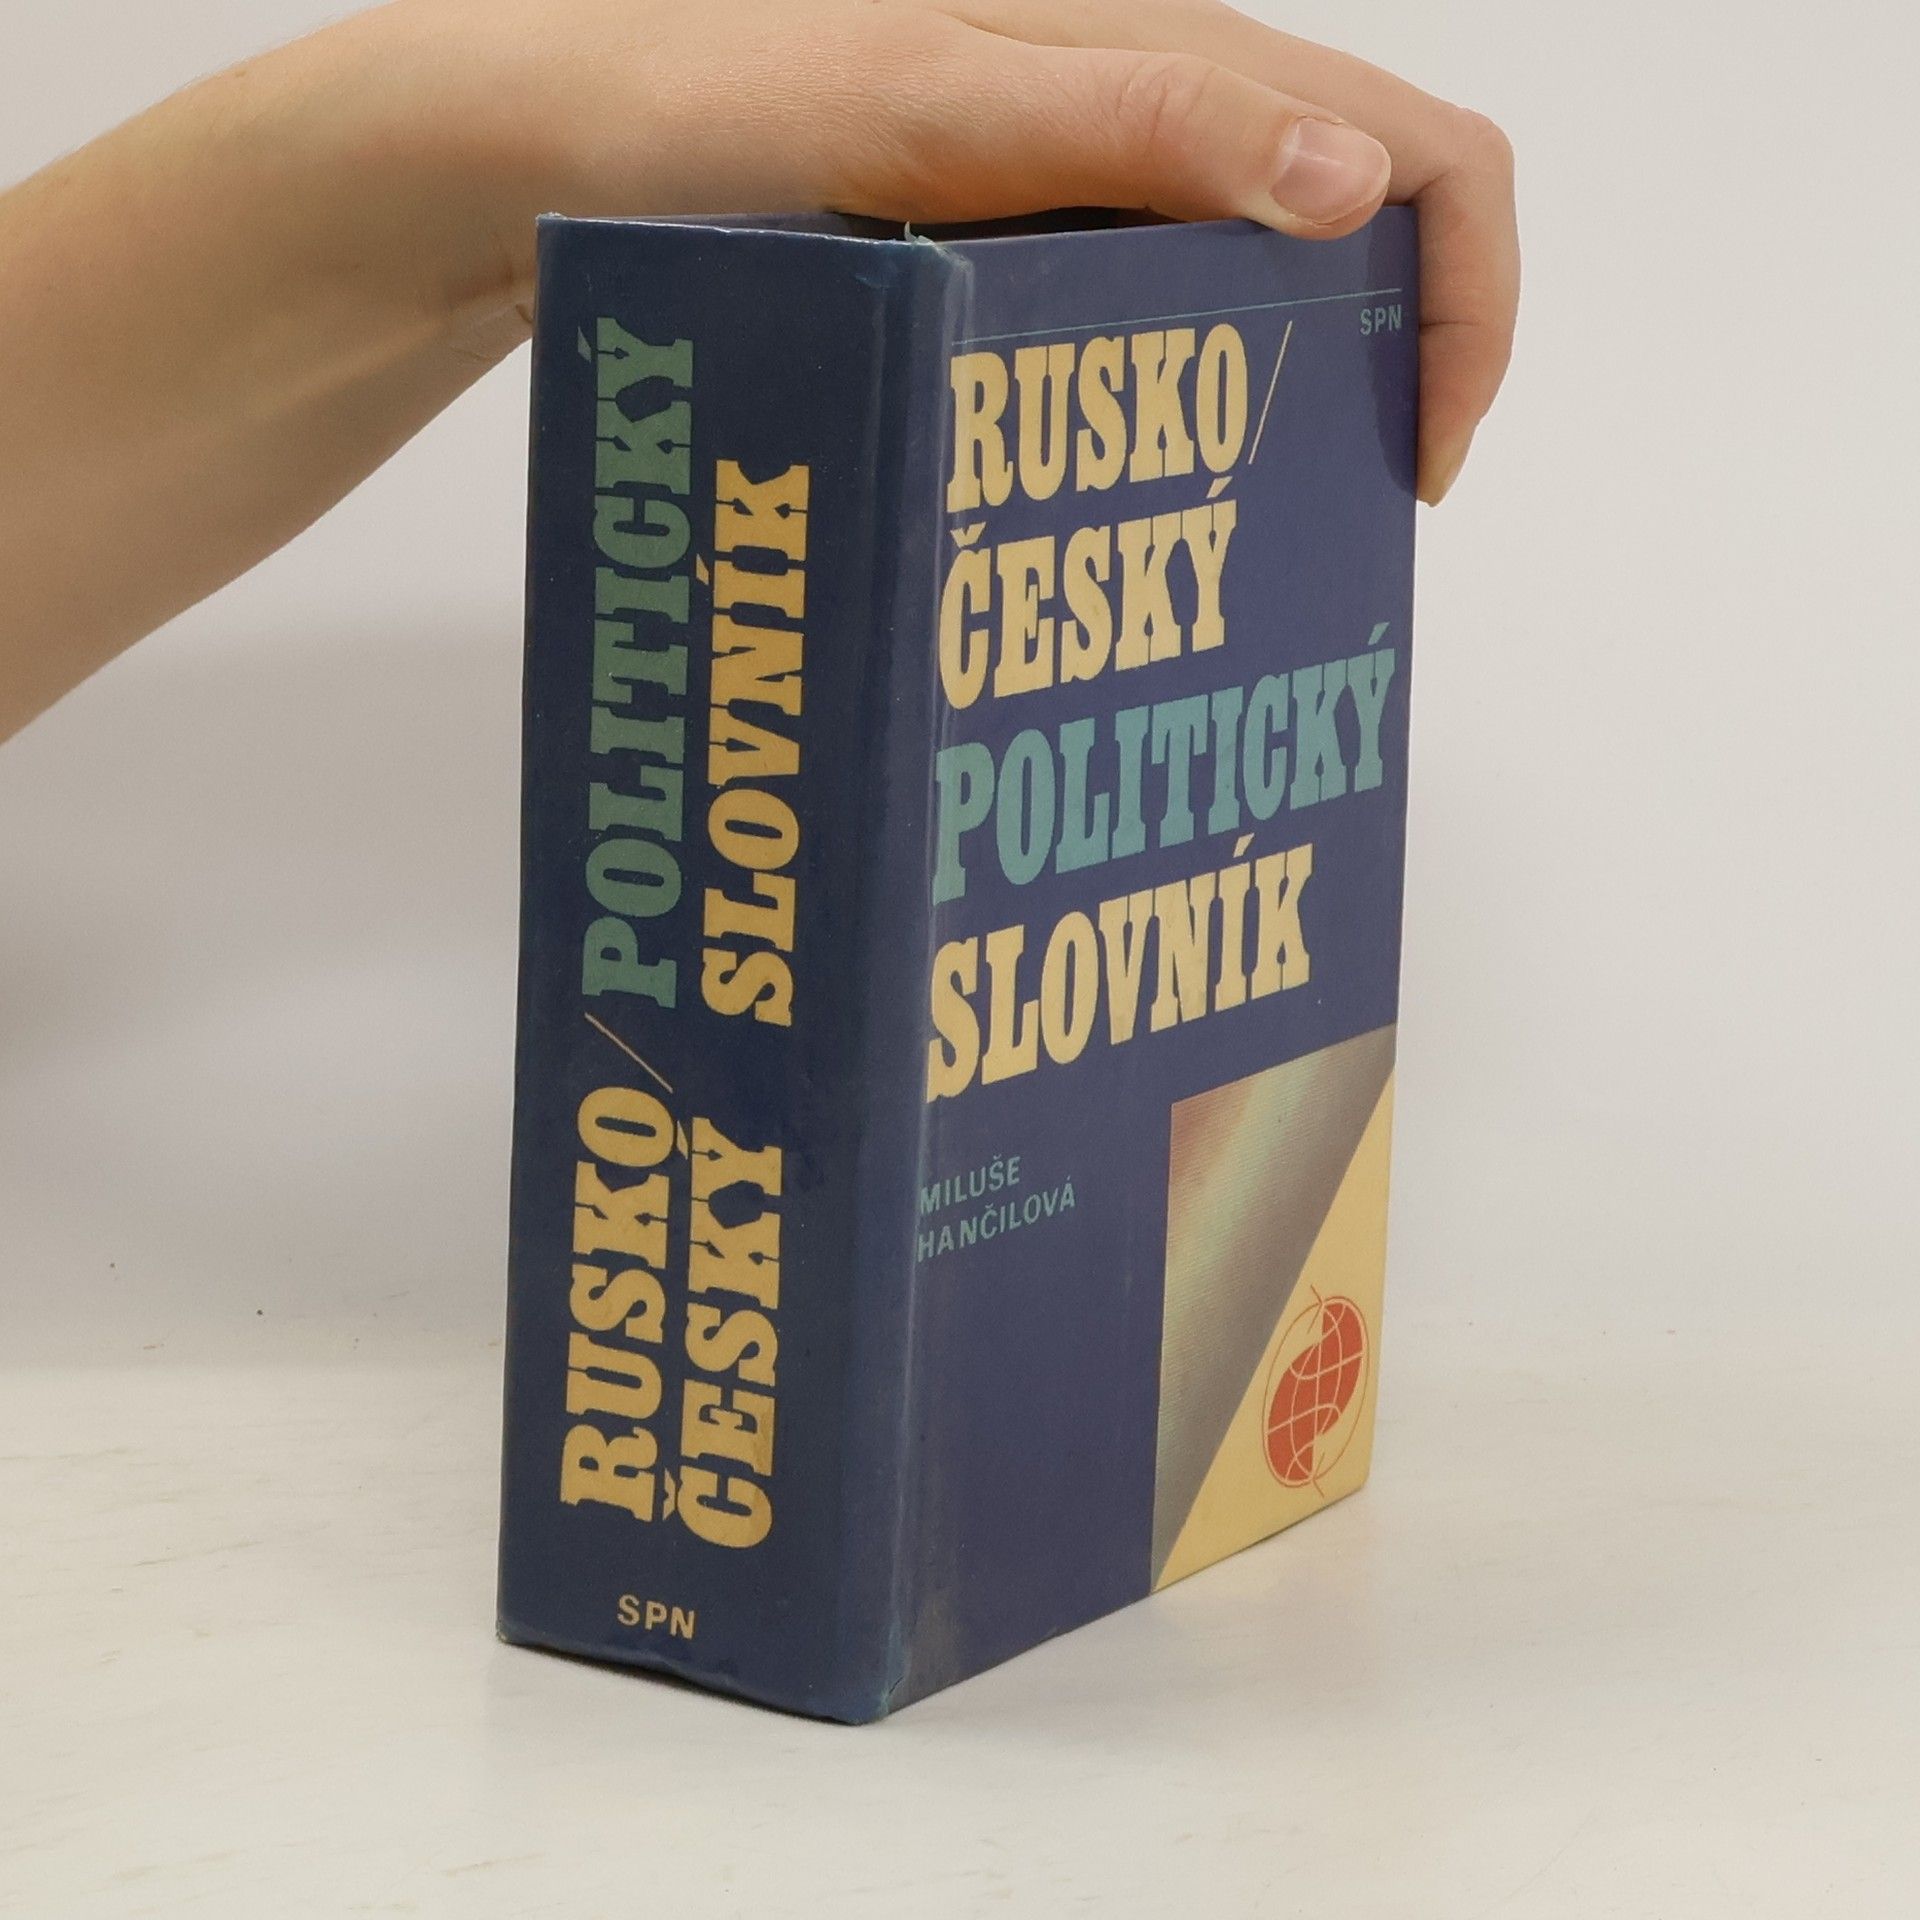 RUSKO/POLITICKÝ
ČESKÝ SLOVNÍK
SPN
SPN
RUSKO/
ČESKÝ
POLITICKÝ
SLOVNÍK
MILUŠE
HANČILOVÁ